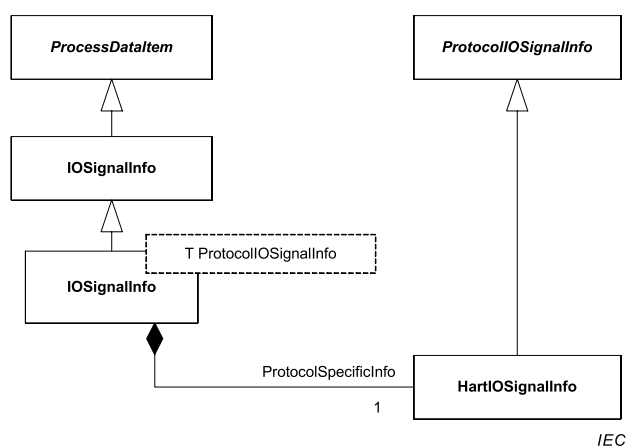 ProcessDataItem
ProtocolIOSignalInfo
IOSignalInfo
T ProtocolIOSignalInfo
IOSignalInfo
ProtocolSpecificInfo
HartIOSignalInfo
1
IEC